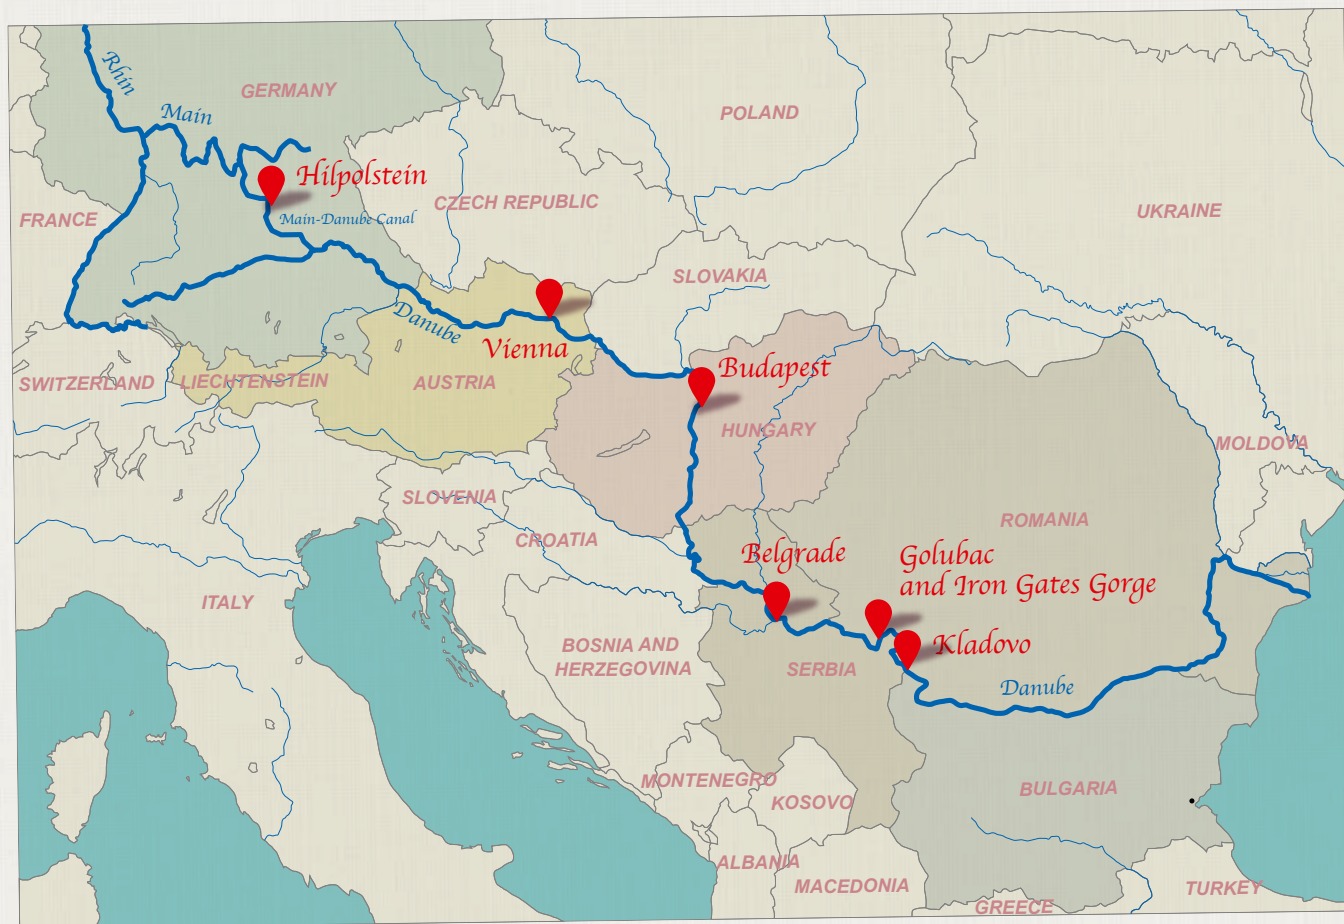 Rhin
GERMANY
Main
POLAND
Hilpolstein
CZECH REPUBLIC
FRANCE
Main-Danube Canal
UKRAINE
SLOVAKIA
Danube
Vienna
SWITZERLAND
LIECHTENSTEIN
AUSTRIA
Budapest
HUNGARY
MOLDOVA
SLOVENIA
ROMANIA
CROATIA
Belgrade
Golubac
and Iron Gates Gorge
ITALY
BOSNIA AND
HERZEGOVINA
Kladovo
SERBIA
Danube
MONTENEGRO
KOSOVO
BULGARIA
ALBANIA
MACEDONIA
TURKEY
GREECE